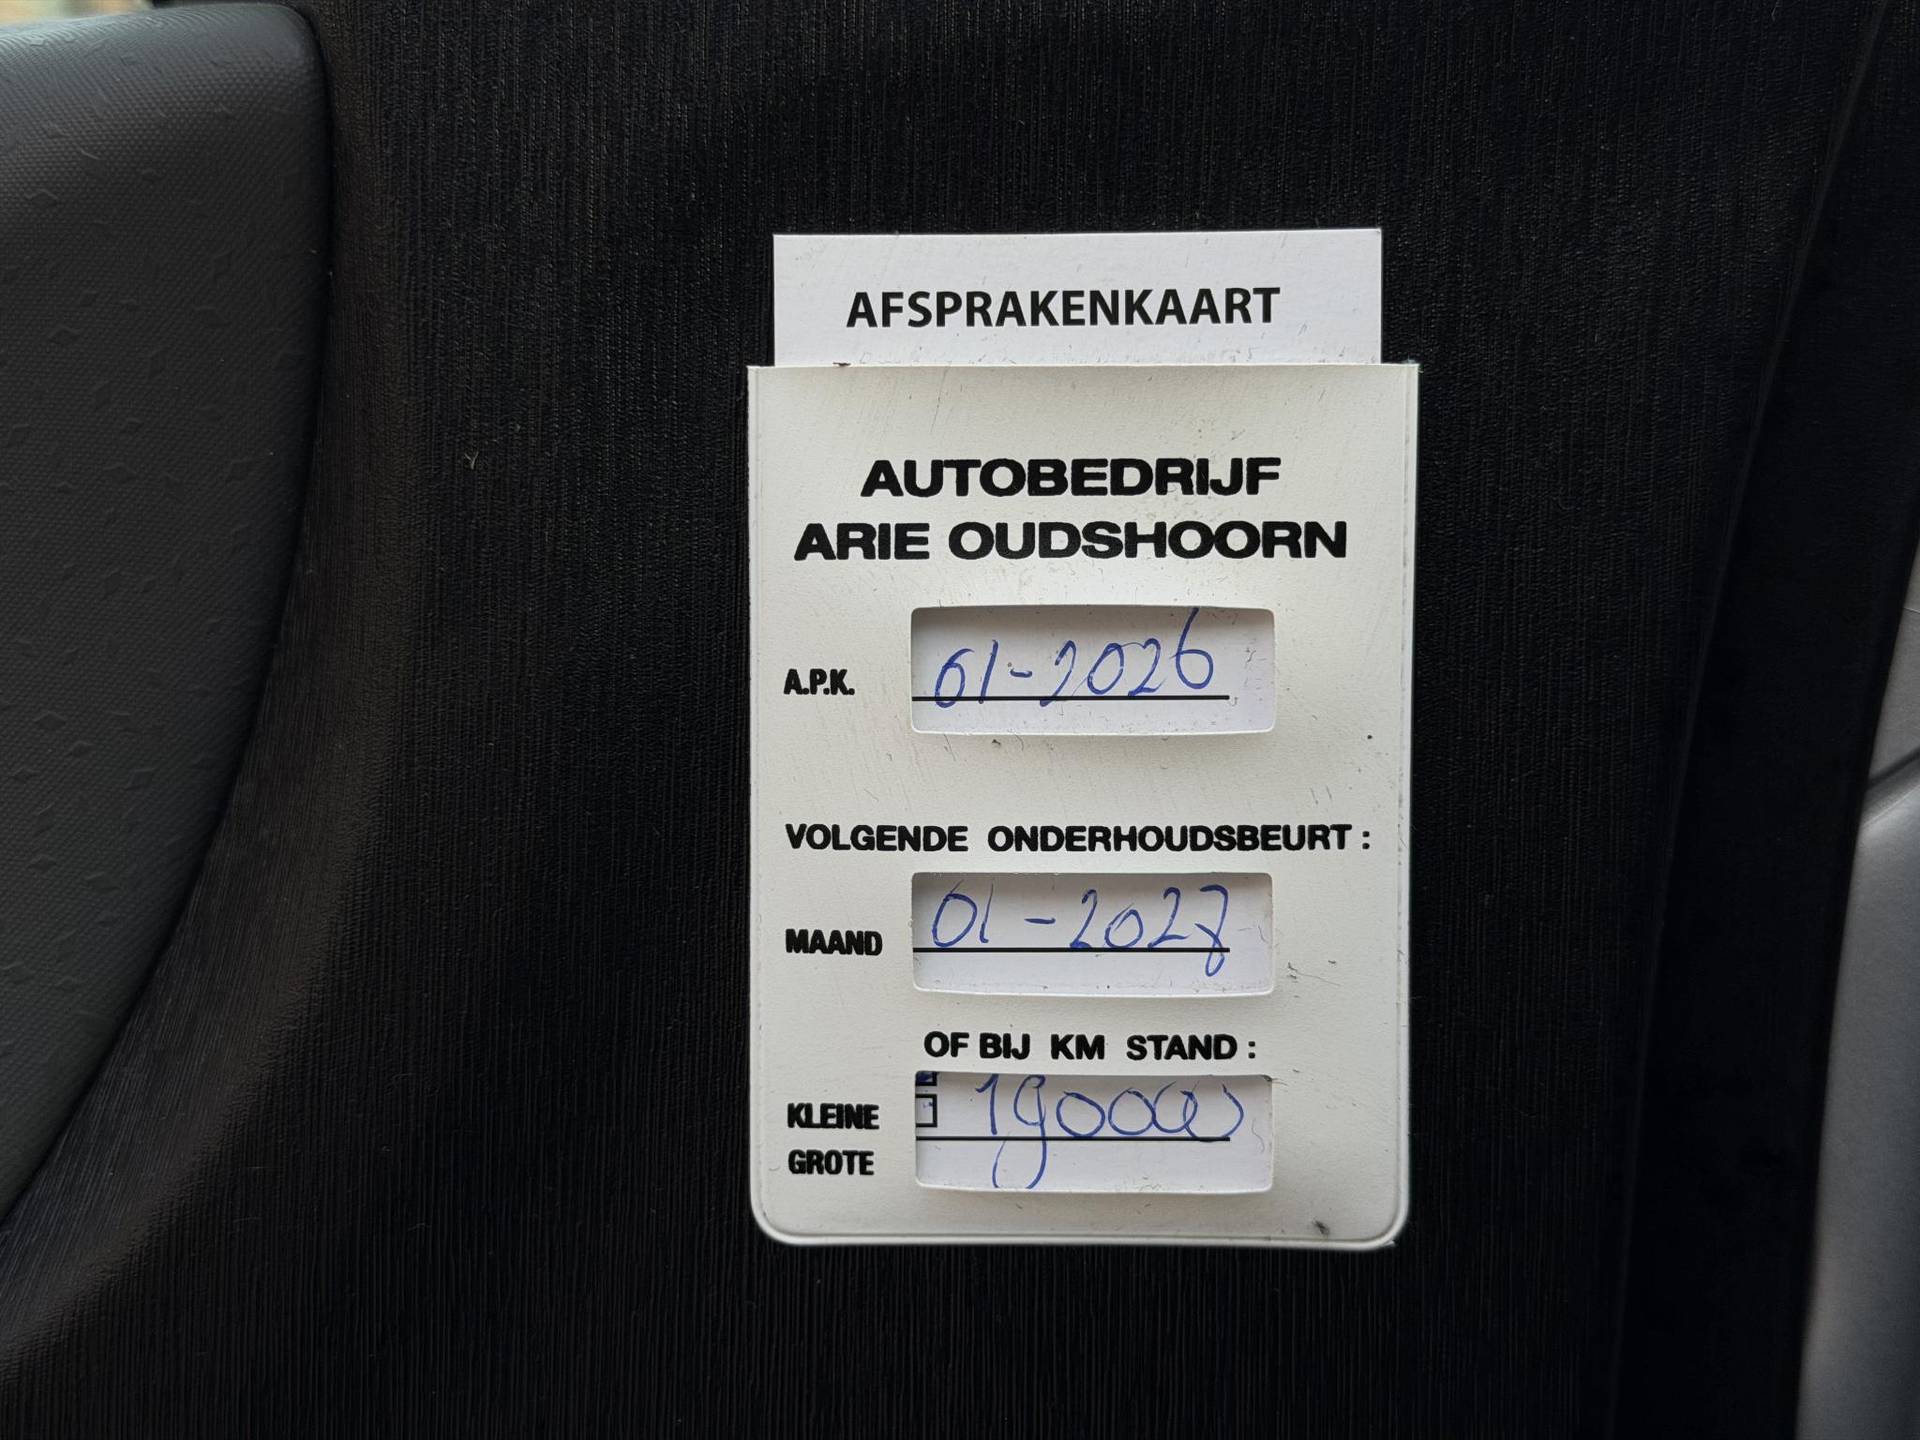 AFSPRAKENKAART
AUTOBEDRIJF
ARIE OUDSHOORN
A.P.K. 01-2026
VOLGENDE ONDERHOUDSBEURT:
MAAND 01-2027
OF BIJ KM STAND:
KLEINE 190000
GROTE